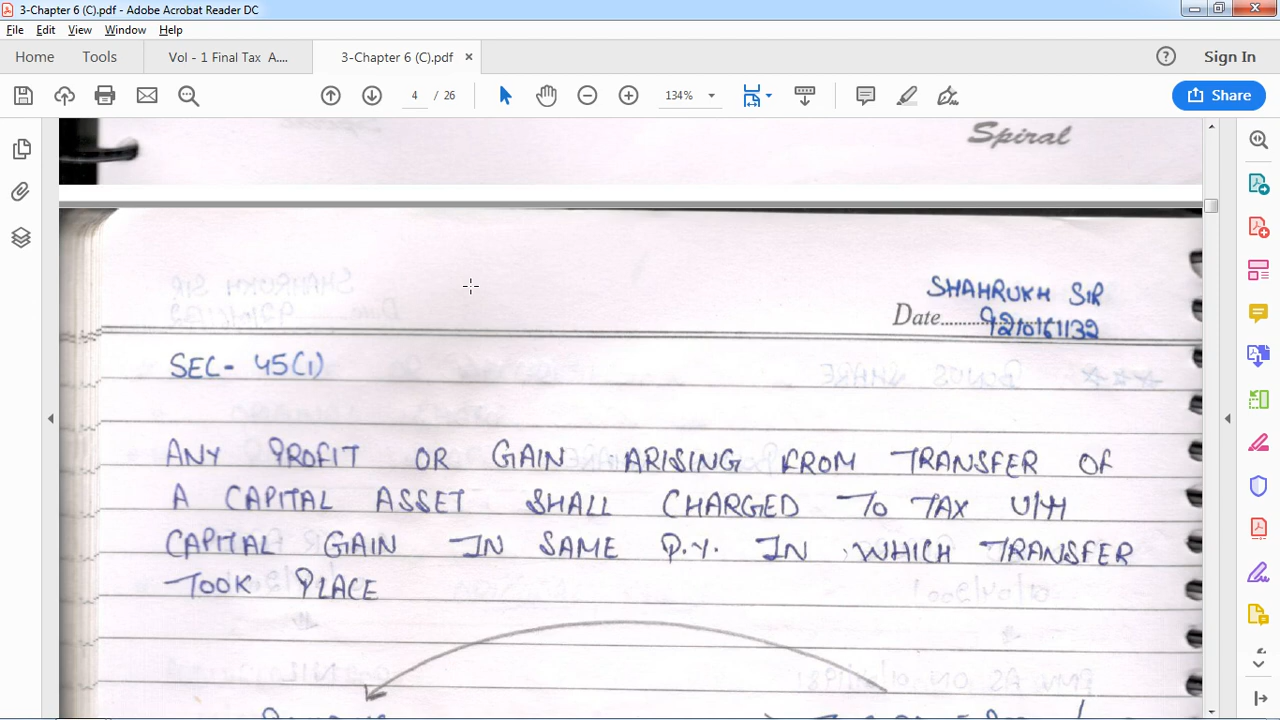 3-Chapter 6 (C).pdf - Adobe Acrobat Reader DC
File Edit View Window Help
Home Tools Vol - 1 Final Tax A.... 3-Chapter 6 (C).pdf × Sign In
4 / 26 134% Share
Spiral
SHAHRUKH SIR
Date.......... 9210161132
SEC- 45(1)
ANY PROFIT OR GAIN ARISING FROM TRANSFER OF
A CAPITAL ASSET SHALL CHARGED TO TAX U/H
CAPITAL GAIN IN SAME P.Y. IN WHICH TRANSFER
TOOK PLACE